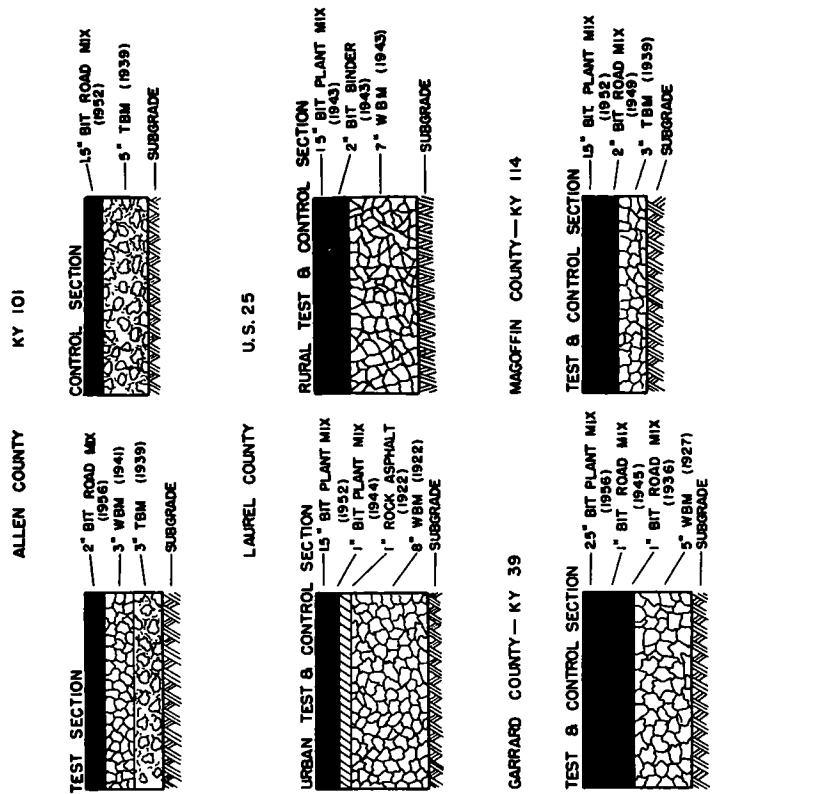 ALLEN COUNTY KY 101
TEST SECTION
2" BIT ROAD MIX
(1956)
3" WBM (1941)
3" TBM (1939)
SUBGRADE
CONTROL SECTION
1.5" BIT ROAD MIX
(1952)
5" TBM (1939)
SUBGRADE
LAUREL COUNTY U.S. 25
URBAN TEST & CONTROL SECTION
1.5" BIT PLANT MIX
(1952)
1" BIT PLANT MIX
(1944)
1" ROCK ASPHALT
(1922)
8" WBM (1922)
SUBGRADE
RURAL TEST & CONTROL SECTION
1.5" BIT PLANT MIX
(1943)
2" BIT BINDER
(1943)
7" WBM (1943)
SUBGRADE
GARRARD COUNTY—KY 39
TEST & CONTROL SECTION
2.5" BIT PLANT MIX
(1956)
1" BIT ROAD MIX
(1945)
1" BIT ROAD MIX
(1936)
5" WBM (1927)
SUBGRADE
MAGOFFIN COUNTY—KY 114
TEST & CONTROL SECTION
1.5" BIT PLANT MIX
(1952)
2" BIT ROAD MIX
(1949)
3" TBM (1939)
SUBGRADE